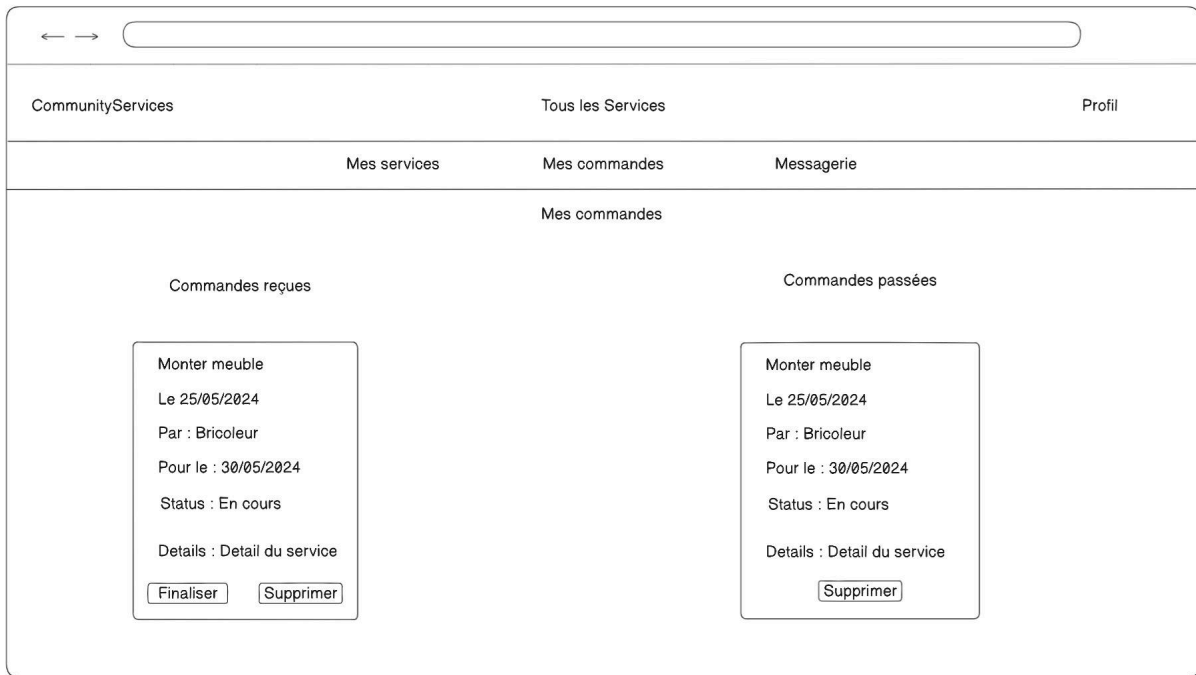 CommunityServices
Tous les Services
Profil
Mes services
Mes commandes
Messagerie
Mes commandes
Commandes reçues
Monter meuble
Le 25/05/2024
Par : Bricoleur
Pour le : 30/05/2024
Status : En cours
Details : Detail du service
Finaliser
Supprimer
Commandes passées
Monter meuble
Le 25/05/2024
Par : Bricoleur
Pour le : 30/05/2024
Status : En cours
Details : Detail du service
Supprimer